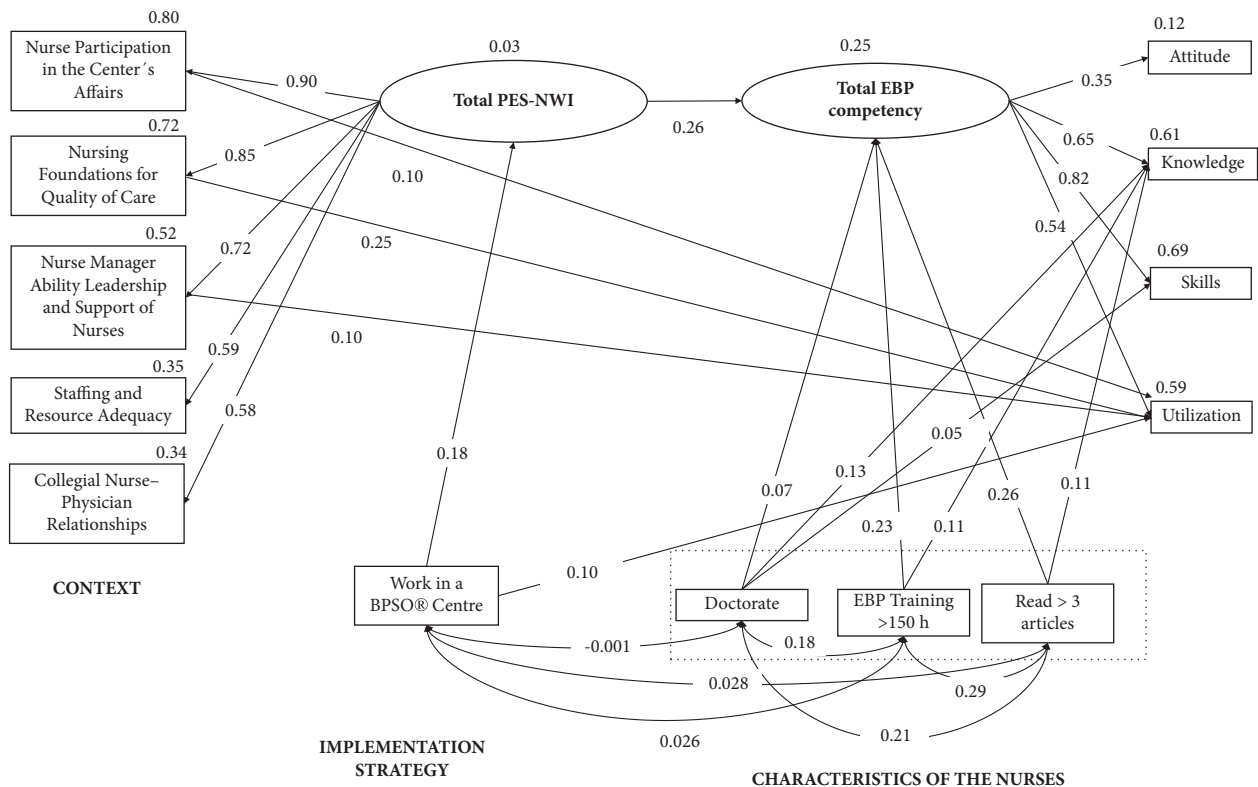 0.80
Nurse Participation
in the Center´s
Affairs
0.72
Nursing
Foundations for
Quality of Care
0.52
Nurse Manager
Ability Leadership
and Support of
Nurses
0.35
Staffing and
Resource Adequacy
0.34
Collegial Nurse–
Physician
Relationships
CONTEXT
0.90
0.85
0.72
0.59
0.58
0.03
Total PES-NWI
0.26
0.25
Total EBP
competency
0.10
0.25
0.10
0.18
0.35
0.65
0.82
0.54
0.12
Attitude
0.61
Knowledge
0.69
Skills
0.59
Utilization
0.05
0.13
0.07
0.23
0.11
0.26
0.11
0.10
Work in a
BPSO® Centre
Doctorate
EBP Training
>150 h
Read > 3
articles
-0.001
0.18
0.028
0.29
0.026
0.21
IMPLEMENTATION
STRATEGY
CHARACTERISTICS OF THE NURSES